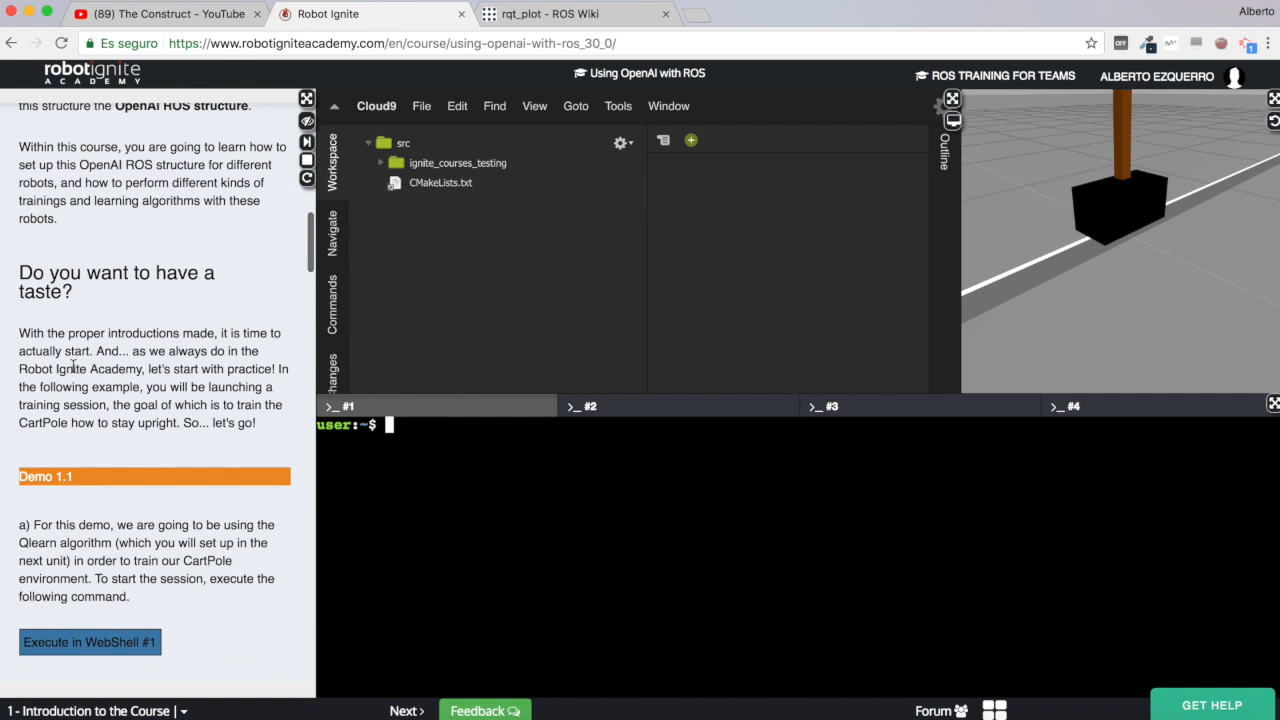 (89) The Construct - YouTube
Robot Ignite
rqt_plot - ROS Wiki
Alberto
Es seguro
https://www.robotigniteacademy.com/en/course/using-openai-with-ros_30_0/
OFF
1
robotignite
ACADEMY
Using OpenAI with ROS
ROS TRAINING FOR TEAMS
ALBERTO EZQUERRO
this structure the OpenAI ROS structure.
Within this course, you are going to learn how to
set up this OpenAI ROS structure for different
robots, and how to perform different kinds of
trainings and learning algorithms with these
robots.
Do you want to have a
taste?
With the proper introductions made, it is time to
actually start. And... as we always do in the
Robot Ignite Academy, let's start with practice! In
the following example, you will be launching a
training session, the goal of which is to train the
CartPole how to stay upright. So... let's go!
Demo 1.1
a) For this demo, we are going to be using the
Qlearn algorithm (which you will set up in the
next unit) in order to train our CartPole
environment. To start the session, execute the
following command.
Execute in WebShell #1
Cloud9 File Edit Find View Goto Tools Window
Workspace
Navigate
Commands
hanges
src
ignite_courses_testing
CMakeLists.txt
Outline
>_ #1
>_ #2
>_ #3
>_ #4
user:~$
1 - Introduction to the Course |
Next>
Feedback
Forum
GET HELP